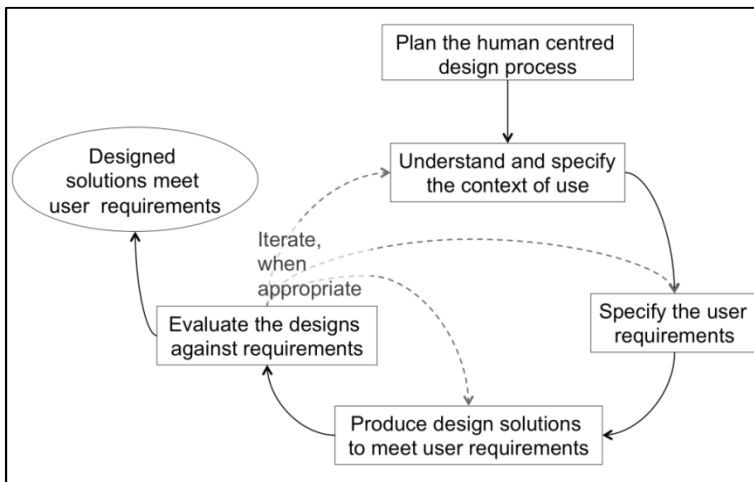 Plan the human centred
design process
Designed
solutions meet
user requirements
Understand and specify
the context of use
Iterate,
when
appropriate
Specify the user
requirements
Evaluate the designs
against requirements
Produce design solutions
to meet user requirements